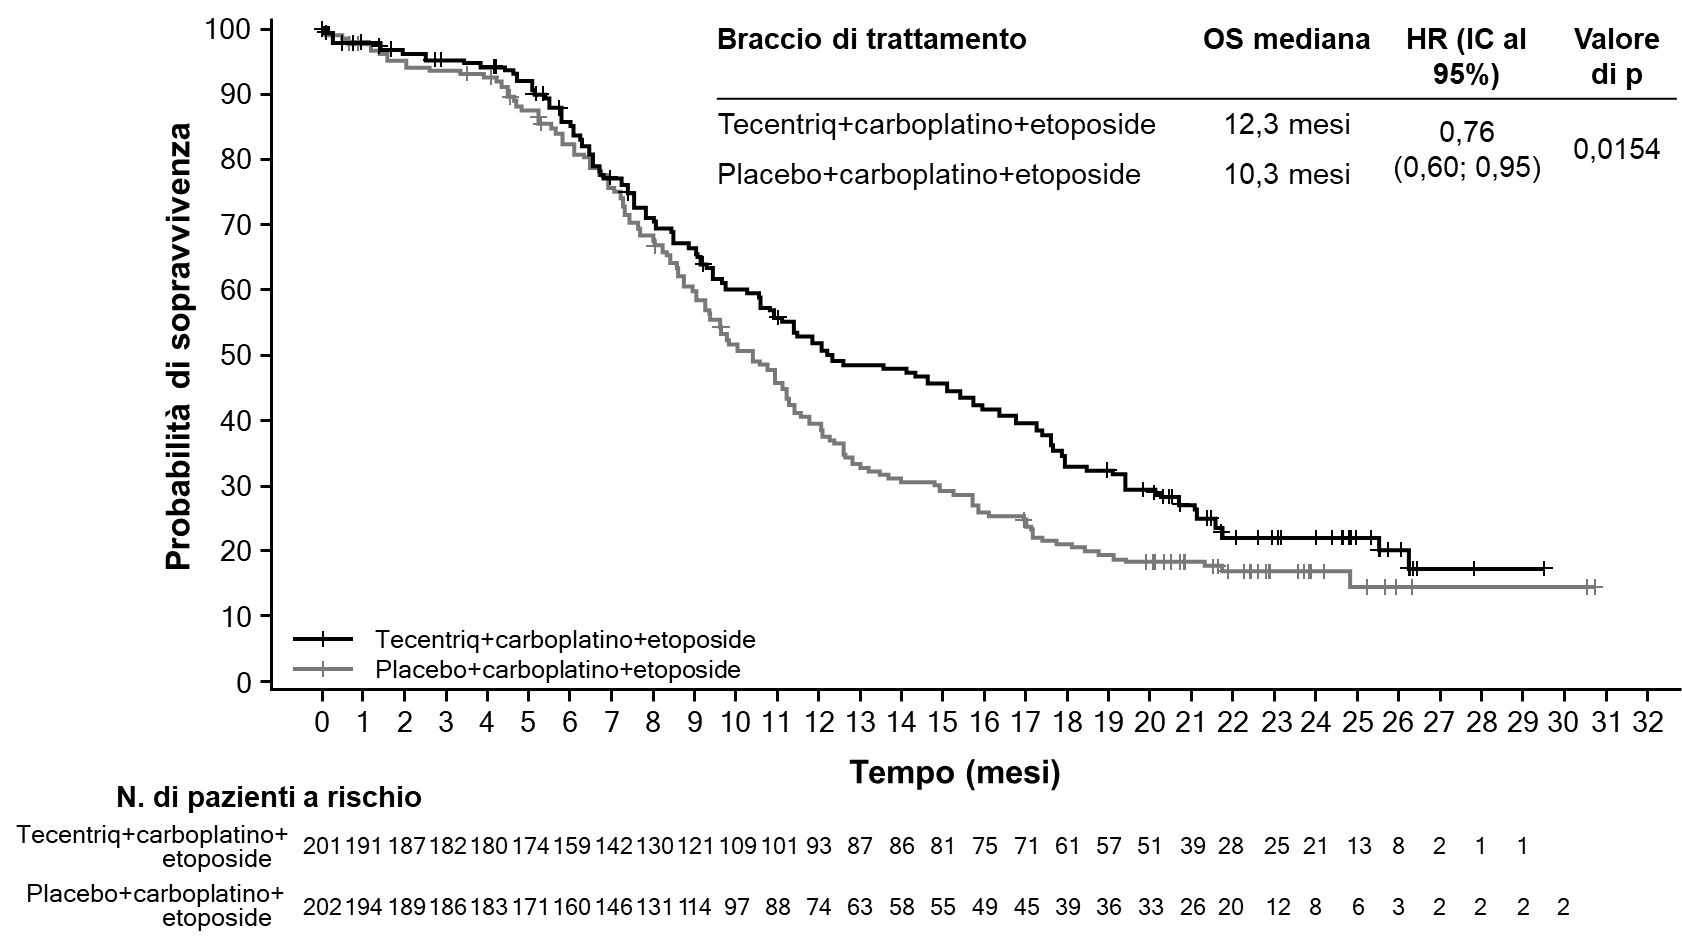 Braccio di trattamento OS mediana HR (IC al 95%) Valore di p
Tecentriq+carboplatino+etoposide 12,3 mesi 0,76 (0,60; 0,95) 0,0154
Placebo+carboplatino+etoposide 10,3 mesi
Probabilità di sopravvivenza
100
90
80
70
60
50
40
30
20
10
0
Tecentriq+carboplatino+etoposide
Placebo+carboplatino+etoposide
0 1 2 3 4 5 6 7 8 9 10 11 12 13 14 15 16 17 18 19 20 21 22 23 24 25 26 27 28 29 30 31 32
Tempo (mesi)
N. di pazienti a rischio
Tecentriq+carboplatino+
etoposide 201 191 187 182 180 174 159 142 130 121 109 101 93 87 86 81 75 71 61 57 51 39 28 25 21 13 8 2 1 1
Placebo+carboplatino+
etoposide 202 194 189 186 183 171 160 146 131 114 97 88 74 63 58 55 49 45 39 36 33 26 20 12 8 6 3 2 2 2 2